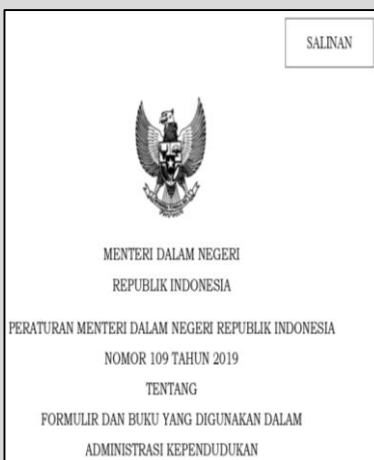 SALINAN
MENTERI DALAM NEGERI
REPUBLIK INDONESIA
PERATURAN MENTERI DALAM NEGERI REPUBLIK INDONESIA
NOMOR 109 TAHUN 2019
TENTANG
FORMULIR DAN BUKU YANG DIGUNAKAN DALAM
ADMINISTRASI KEPENDUDUKAN